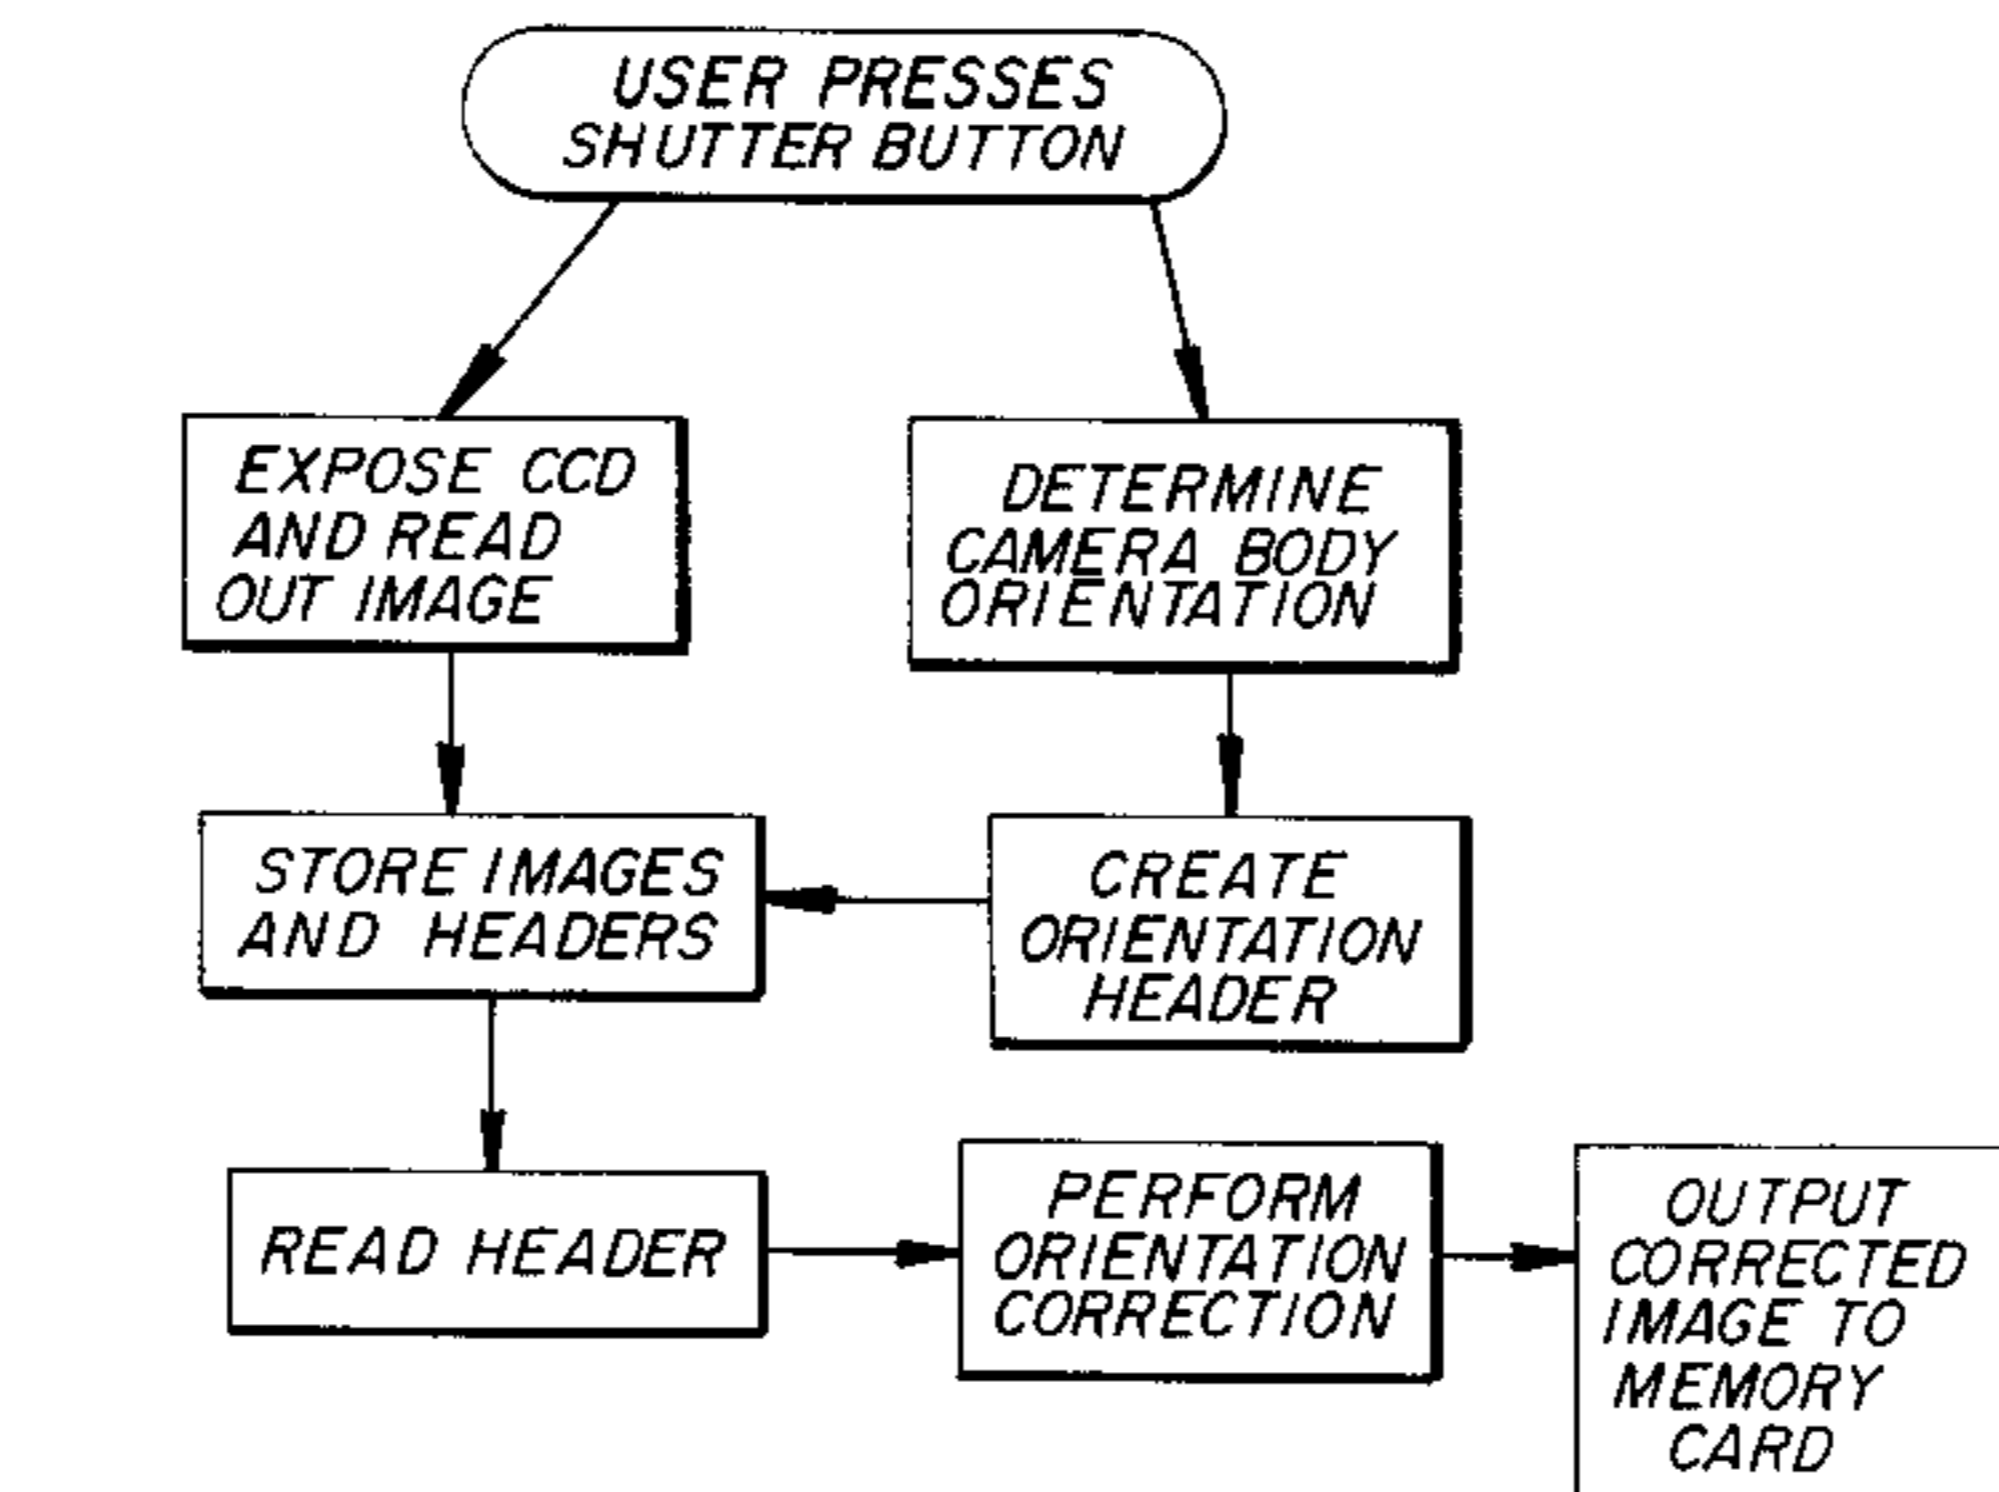 USER PRESSES
SHUTTER BUTTON
EXPOSE CCD
AND READ
OUT IMAGE
DETERMINE
CAMERA BODY
ORIENTATION
STORE IMAGES
AND HEADERS
CREATE
ORIENTATION
HEADER
READ HEADER
PERFORM
ORIENTATION
CORRECTION
OUTPUT
CORRECTED
IMAGE TO
MEMORY
CARD